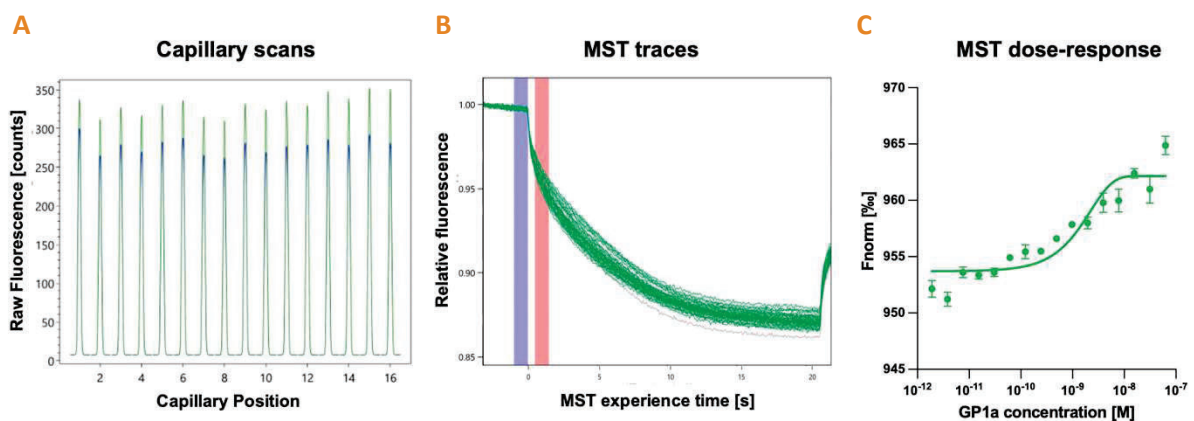 A
Capillary scans
Raw Fluorescence [counts]
350
300
250
200
150
100
50
0
2 4 6 8 10 12 14 16
Capillary Position
B
MST traces
Relative fluorescence
1.00
0.95
0.90
0.85
0 5 10 15 20
MST experience time [s]
C
MST dose-response
Fnorm [‰]
970
965
960
955
950
945
10-12 10-11 10-10 10-9 10-8 10-7
GP1a concentration [M]